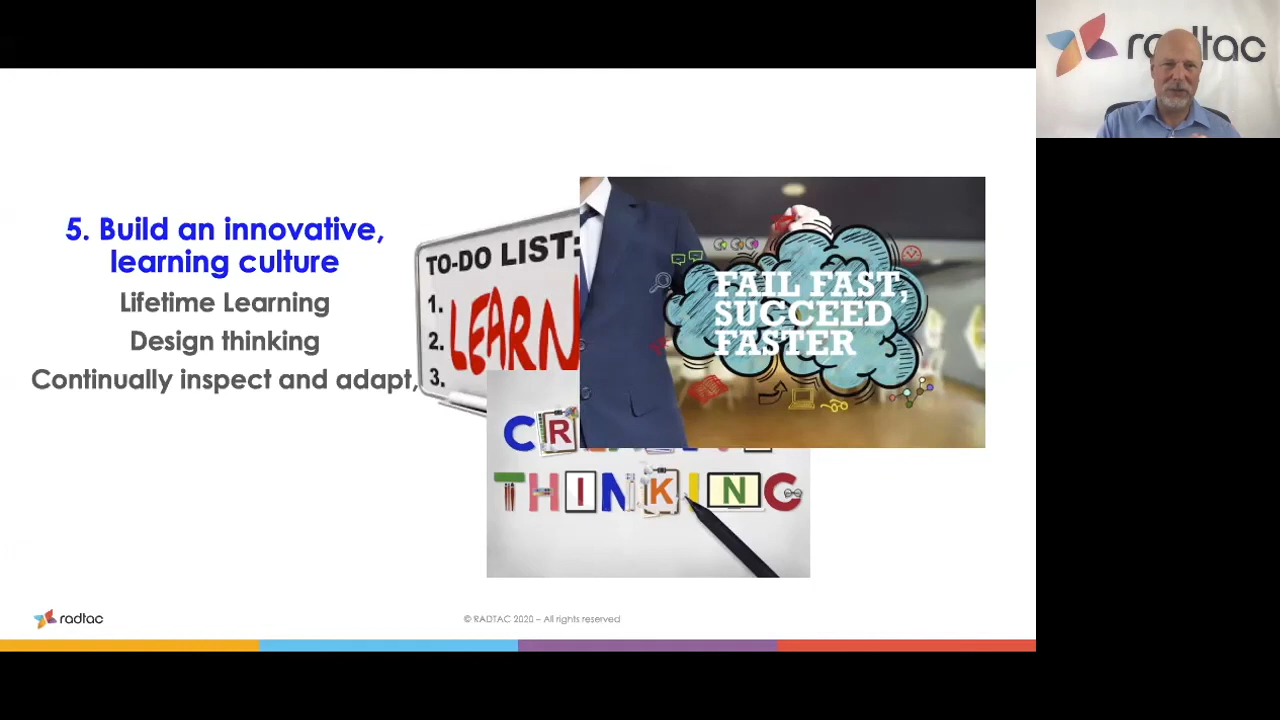 radtac
5. Build an innovative,
learning culture
Lifetime Learning
Design thinking
Continually inspect and adapt,
TO-DO LIST:
1.
2. LEARN
3.
FAIL FAST,
SUCCEED
FASTER
THINKING
radtac
© RADTAC 2020 – All rights reserved